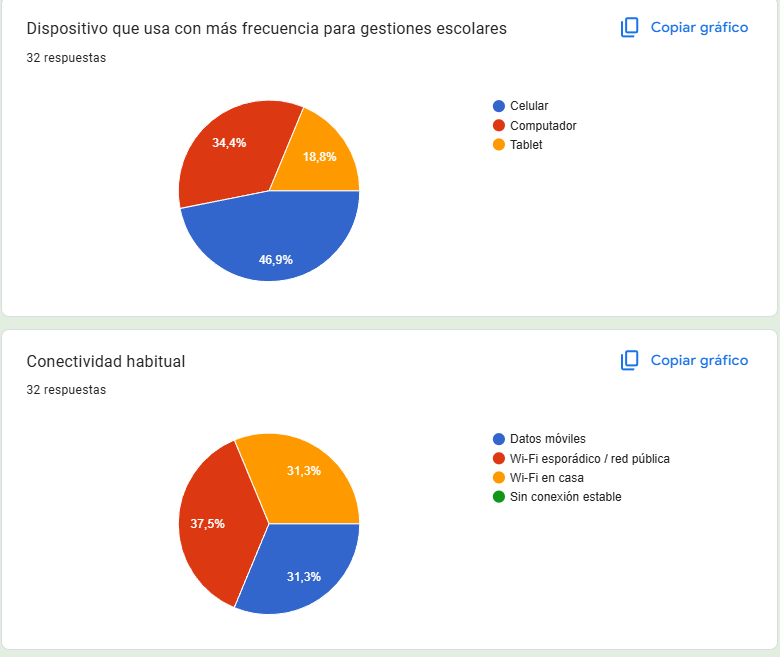 Dispositivo que usa con más frecuencia para gestiones escolares
Copiar gráfico
32 respuestas
34,4%
18,8%
46,9%
Celular
Computador
Tablet
Conectividad habitual
Copiar gráfico
32 respuestas
31,3%
37,5%
31,3%
Datos móviles
Wi-Fi esporádico / red pública
Wi-Fi en casa
Sin conexión estable